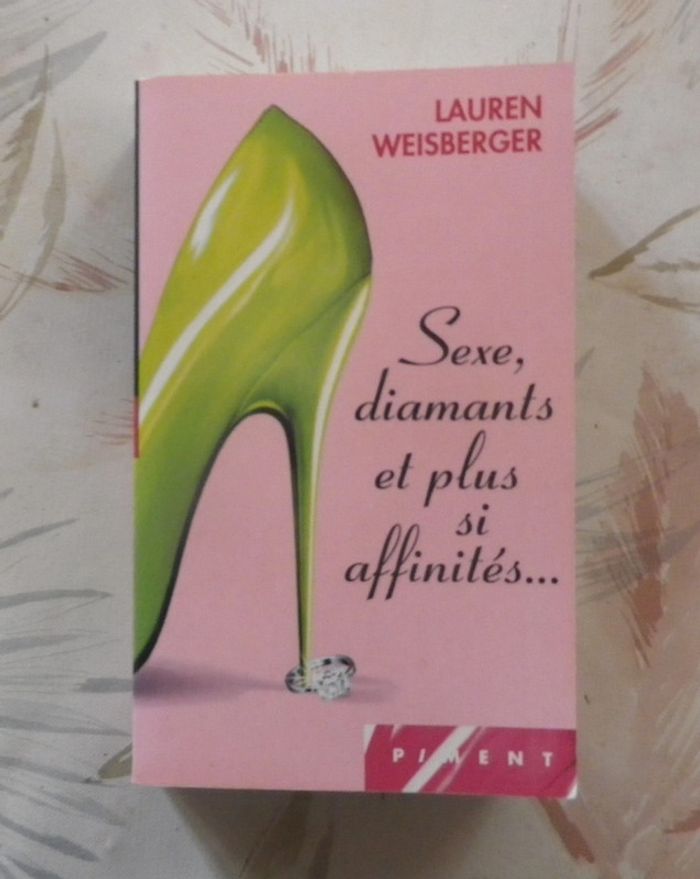 LAUREN
WEISBERGER
Sexe,
diamants
et plus
si
affinités...
PIMENT